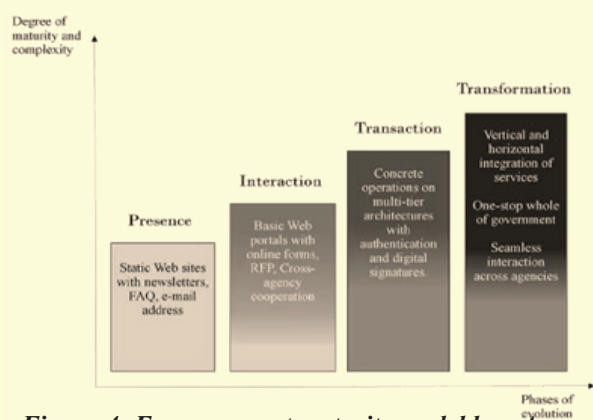 Degree of
maturity and
complexity
Transformation
Vertical and
horizontal
integration of
services
One-stop whole
of government
Seamless
interaction
across agencies
Transaction
Concrete
operations on
multi-tier
architectures
with
authentication
and digital
signatures.
Interaction
Basic Web
portals with
online forms,
RFP, Cross-
agency
cooperation
Presence
Static Web sites
with newsletters,
FAQ, e-mail
address
Phases of
evolution